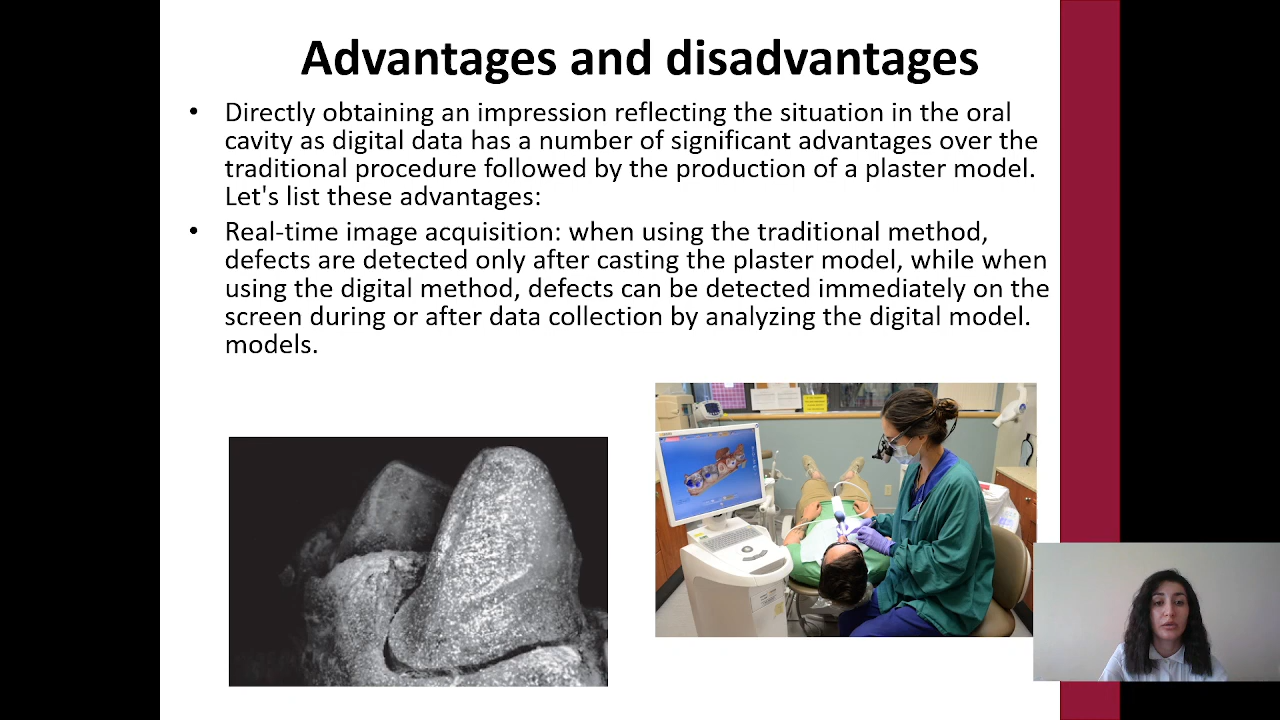 Advantages and disadvantages
• Directly obtaining an impression reflecting the situation in the oral
cavity as digital data has a number of significant advantages over the
traditional procedure followed by the production of a plaster model.
Let's list these advantages:
• Real-time image acquisition: when using the traditional method,
defects are detected only after casting the plaster model, while when
using the digital method, defects can be detected immediately on the
screen during or after data collection by analyzing the digital model.
models.